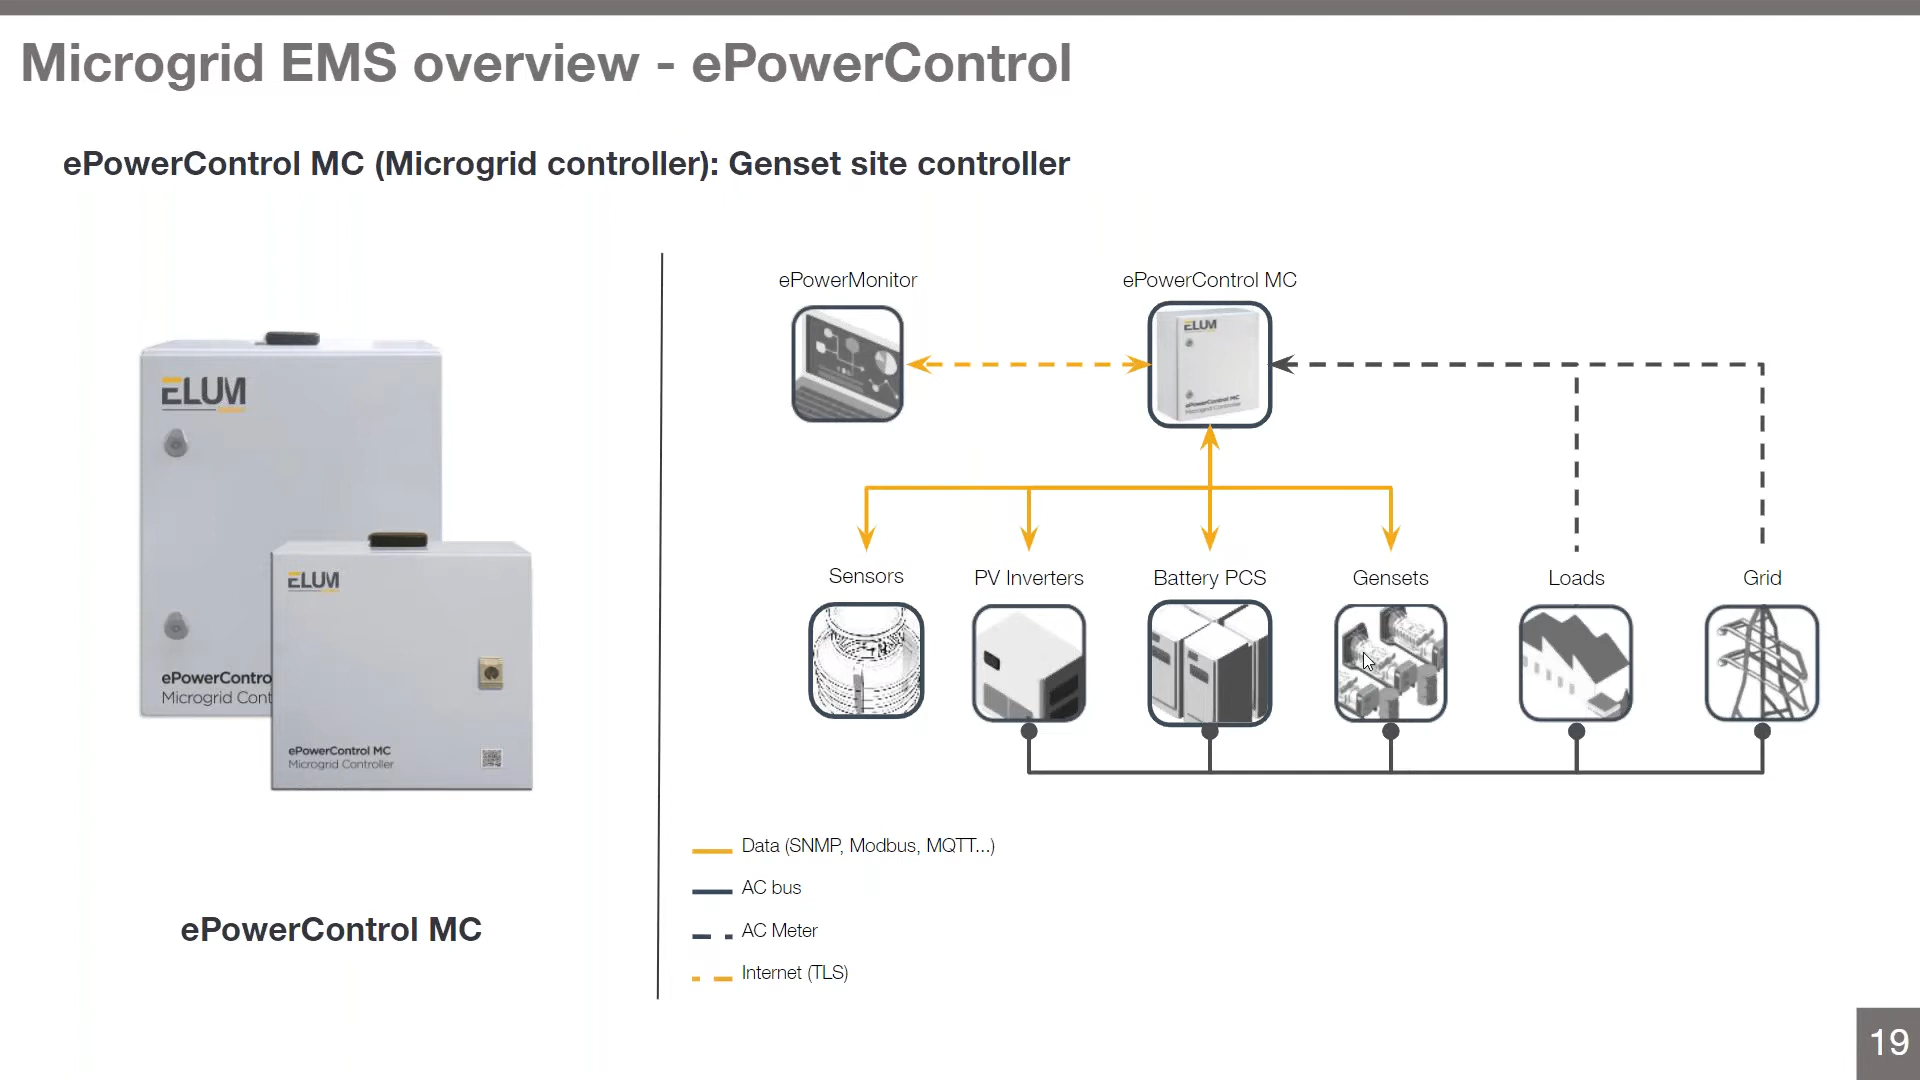 Microgrid EMS overview - ePowerControl
ePowerControl MC (Microgrid controller): Genset site controller
ELUM
ePowerContro
Microgrid Cont
ELUM
ePowerControl MC
Microgrid Controller
ePowerControl MC
ePowerMonitor
ePowerControl MC
ELUM
ePowerControl MC
Microgrid Controller
Sensors
PV Inverters
Battery PCS
Gensets
Loads
Grid
Data (SNMP, Modbus, MQTT...)
AC bus
AC Meter
Internet (TLS)
19